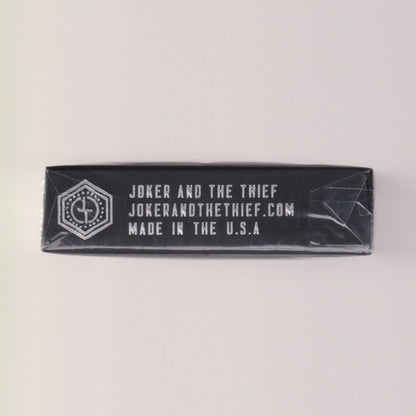 JOKER AND THE THIEF
JOKERANDTHETHIEF.COM
MADE IN THE U.S.A